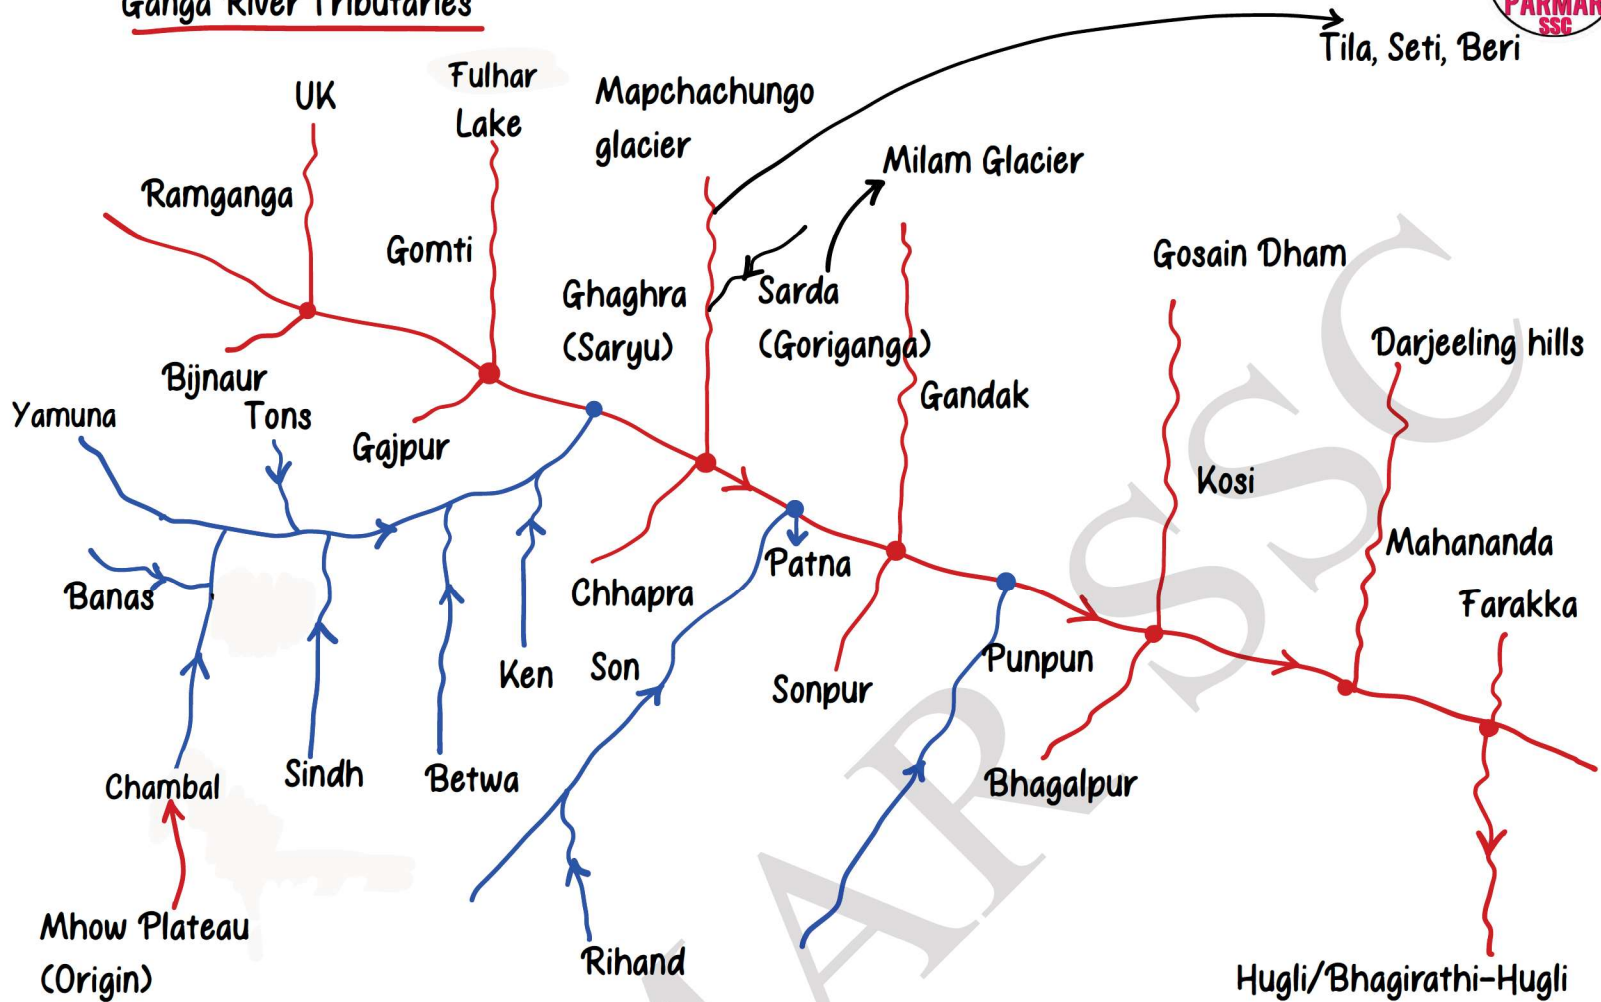 Ganga River Tributaries
PARMAR
SSC
Tila, Seti, Beri
UK
Fulhar
Lake
Mapchachungo
glacier
Milam Glacier
Ramganga
Gomti
Gosain Dham
Ghaghra
(Saryu)
Sarda
(Goriganga)
Darjeeling hills
Bijnaur
Gandak
Yamuna
Tons
Gajpur
Kosi
Mahananda
Patna
Banas
Chhapra
Farakka
Ken
Son
Sonpur
Punpun
Chambal
Sindh
Betwa
Bhagalpur
Mhow Plateau
(Origin)
Rihand
Hugli/Bhagirathi-Hugli
MAR SSC